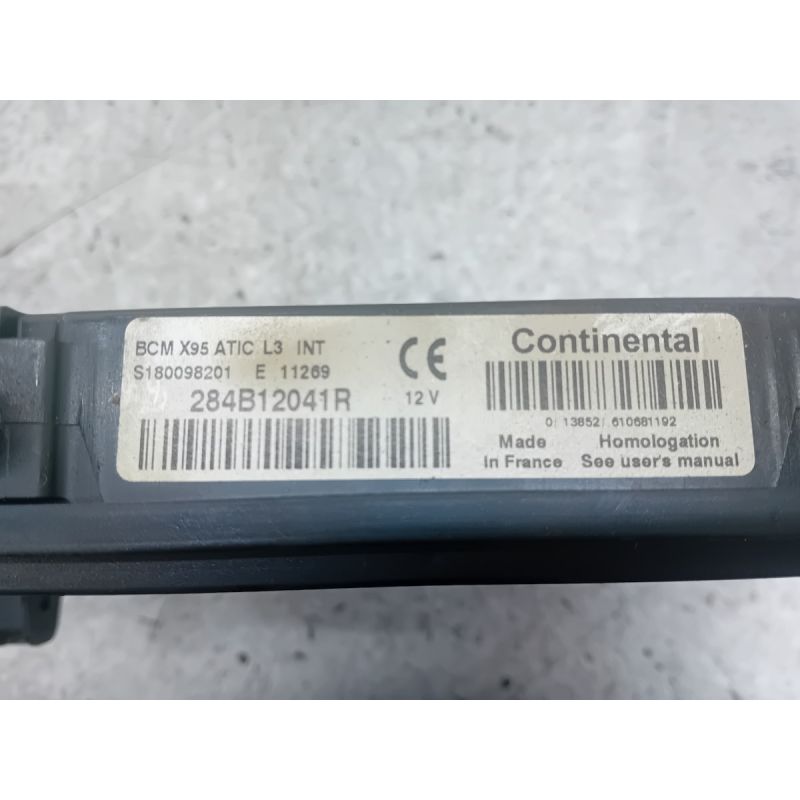 BCM X95 ATIC L3 INT
S180098201 E 11269
284B12041R
CE
12 V
Continental
0 13852 610681192
Made
In France
Homologation
See user's manual